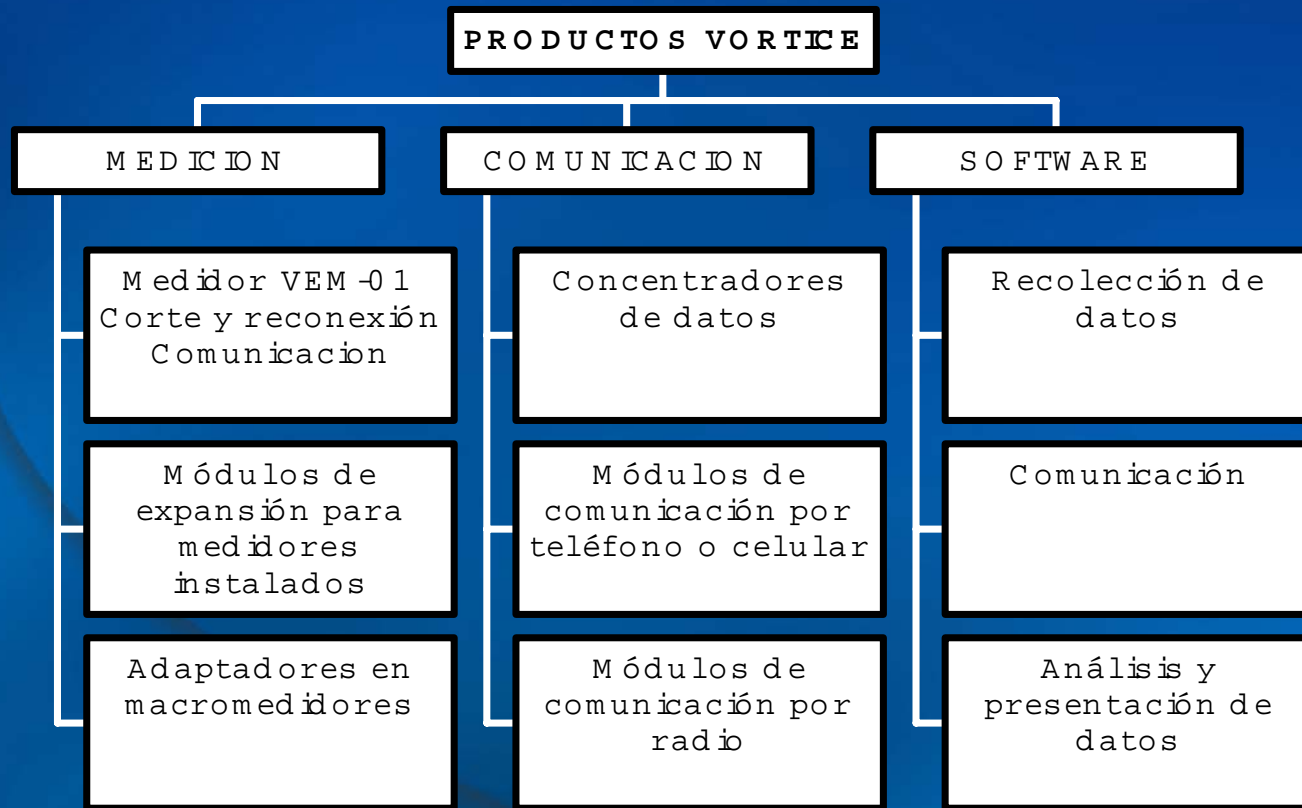 PRODUCTOS VORTICE
MEDICION
Medidor VEM-01
Corte y reconexión
Comunicacion
Módulos de
expansión para
medidores
instalados
Adaptadores en
macromedidores
COMUNICACION
Concentradores
de datos
Módulos de
comunicación por
teléfono o celular
Módulos de
comunicación por
radio
SOFTWARE
Recolección de
datos
Comunicación
Análisis y
presentación de
datos